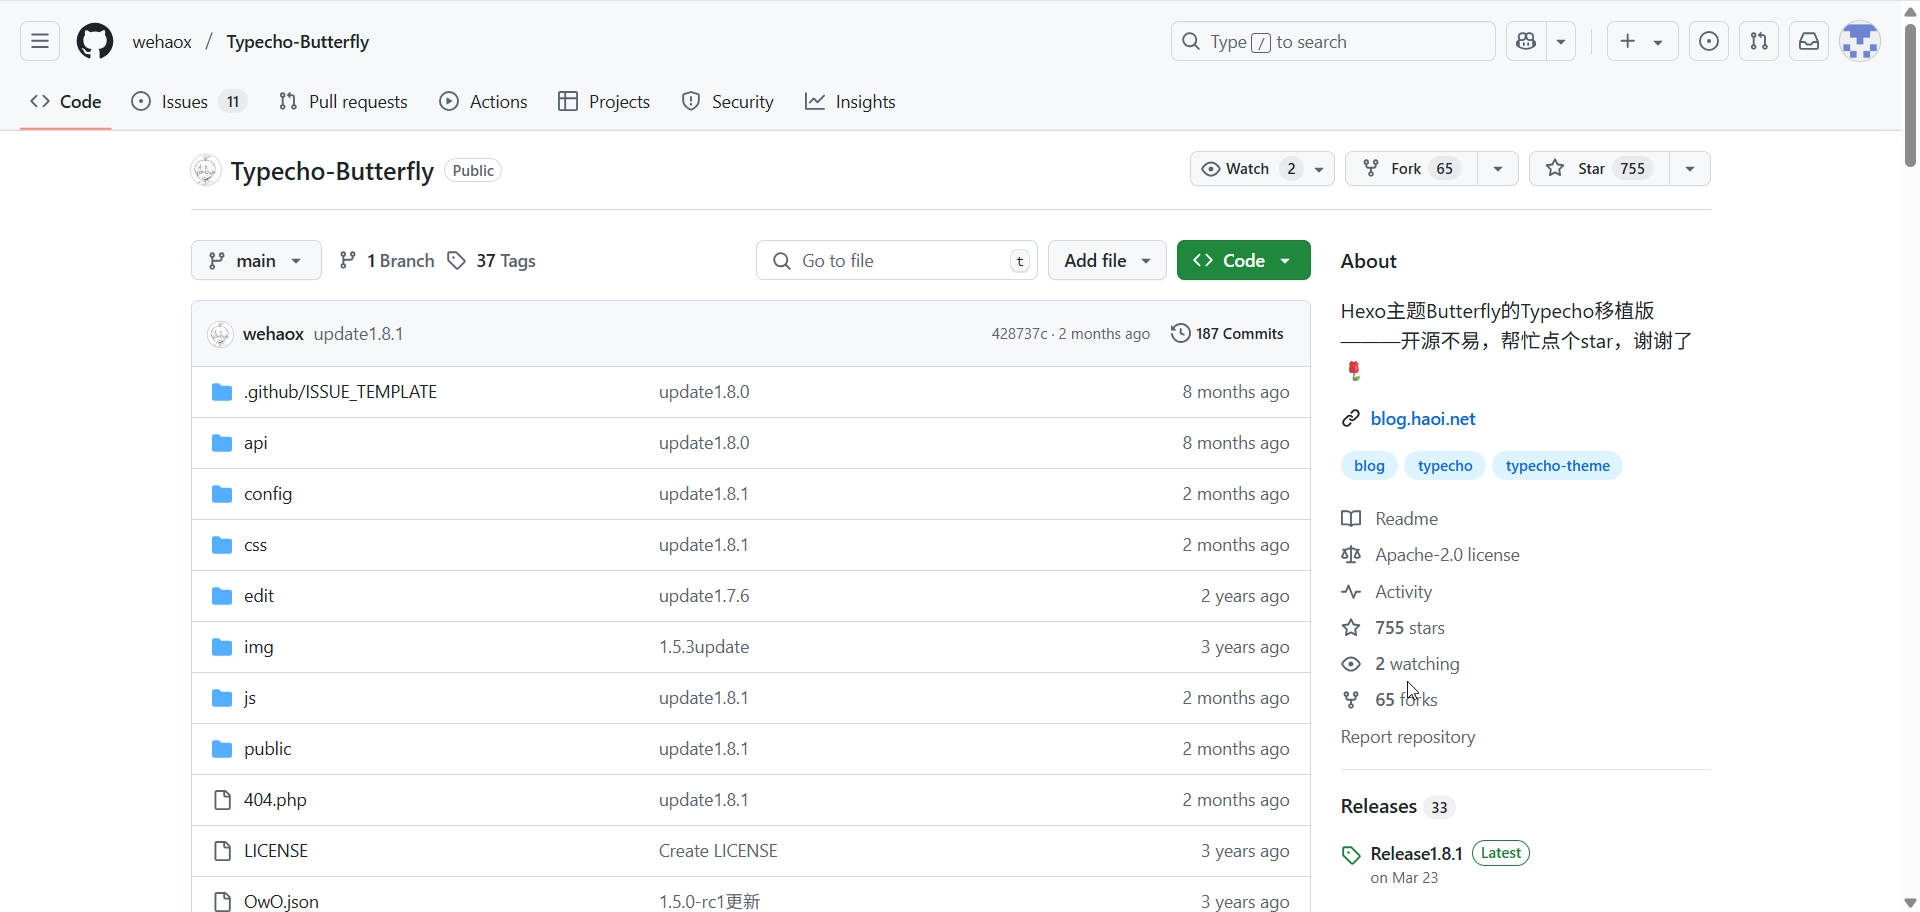 wehaox / Typecho-Butterfly
Type / to search
Code
Issues 11
Pull requests
Actions
Projects
Security
Insights
Typecho-Butterfly Public
Watch 2
Fork 65
Star 755
main
1 Branch
37 Tags
Go to file t
Add file
Code
wehaox update1.8.1 428737c · 2 months ago 187 Commits
.github/ISSUE_TEMPLATE update1.8.0 8 months ago
api update1.8.0 8 months ago
config update1.8.1 2 months ago
css update1.8.1 2 months ago
edit update1.7.6 2 years ago
img 1.5.3update 3 years ago
js update1.8.1 2 months ago
public update1.8.1 2 months ago
404.php update1.8.1 2 months ago
LICENSE Create LICENSE 3 years ago
OwO.json 1.5.0-rc1更新 3 years ago
About
Hexo主题Butterfly的Typecho移植版
———开源不易，帮忙点个star，谢谢了
🌹
blog.haoi.net
blog typecho typecho-theme
Readme
Apache-2.0 license
Activity
755 stars
2 watching
65 forks
Report repository
Releases 33
Release1.8.1 Latest
on Mar 23